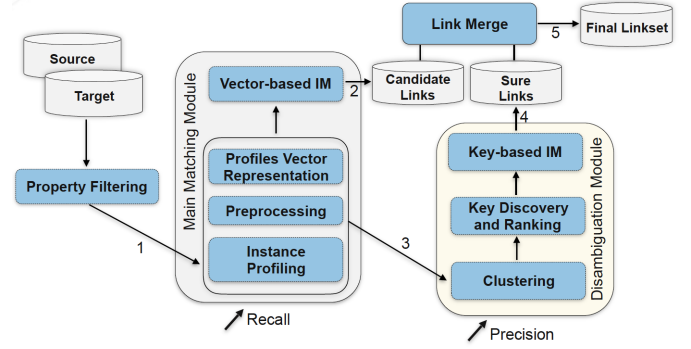 Source
Target
Property Filtering
1
Main Matching Module
Vector-based IM
Profiles Vector
Representation
Preprocessing
Instance
Profiling
Recall
2
3
Candidate
Links
Sure
Links
Link Merge
5
Final Linkset
4
Disambiguation Module
Key-based IM
Key Discovery
and Ranking
Clustering
Precision